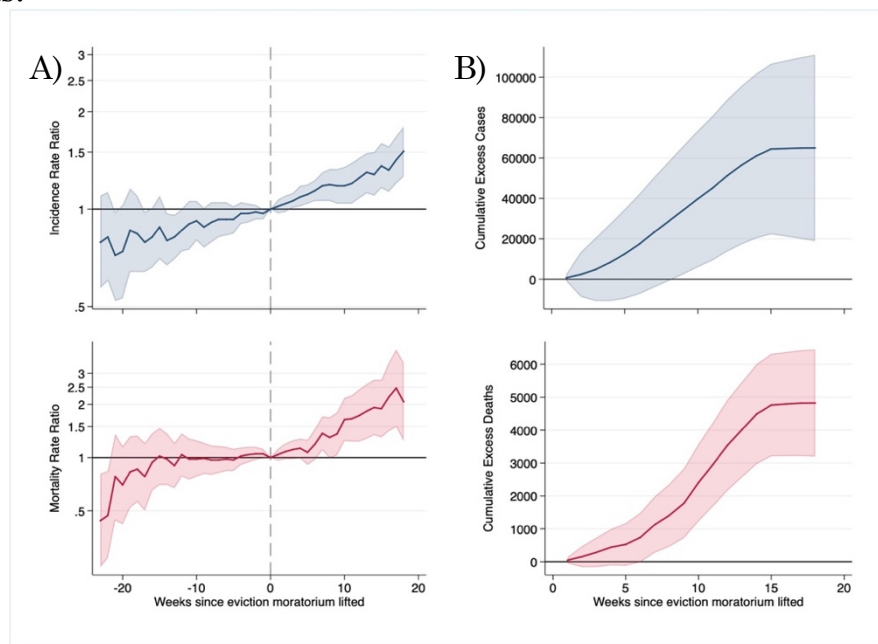 A)
3
2.5
2
1.5
1
.5
Incidence Rate Ratio
B)
100000
80000
60000
40000
20000
0
Cumulative Excess Cases
3
2.5
2
1.5
1
.5
Mortality Rate Ratio
-20 -10 0 10 20
Weeks since eviction moratorium lifted
6000
5000
4000
3000
2000
1000
0
Cumulative Excess Deaths
0 5 10 15 20
Weeks since eviction moratorium lifted